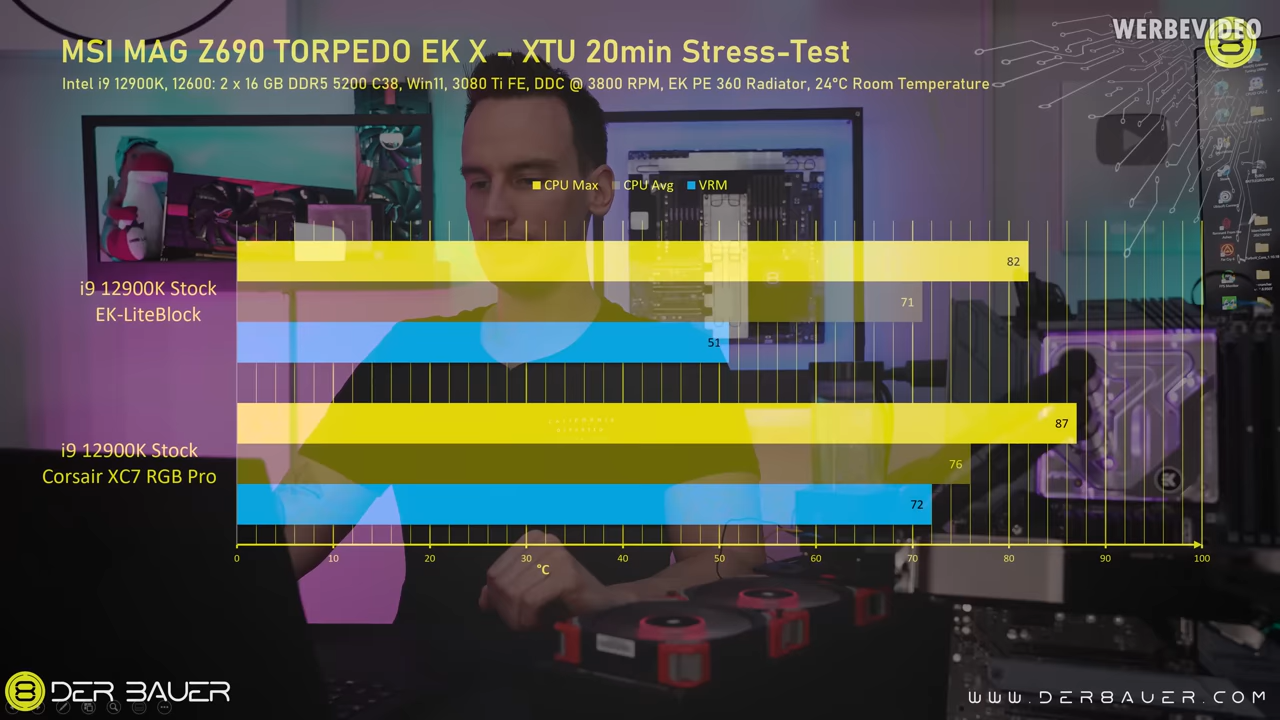 WERBEVIDEO
MSI MAG Z690 TORPEDO EK X – XTU 20min Stress-Test
Intel i9 12900K, 12600: 2 x 16 GB DDR5 5200 C38, Win11, 3080 Ti FE, DDC @ 3800 RPM, EK PE 360 Radiator, 24°C Room Temperature
CPU Max CPU Avg VRM
82
i9 12900K Stock
EK-LiteBlock
71
51
87
i9 12900K Stock
Corsair XC7 RGB Pro
76
72
0 10 20 30 40 50 60 70 80 90 100
°C
DER BAUER
WWW.DER8AUER.COM